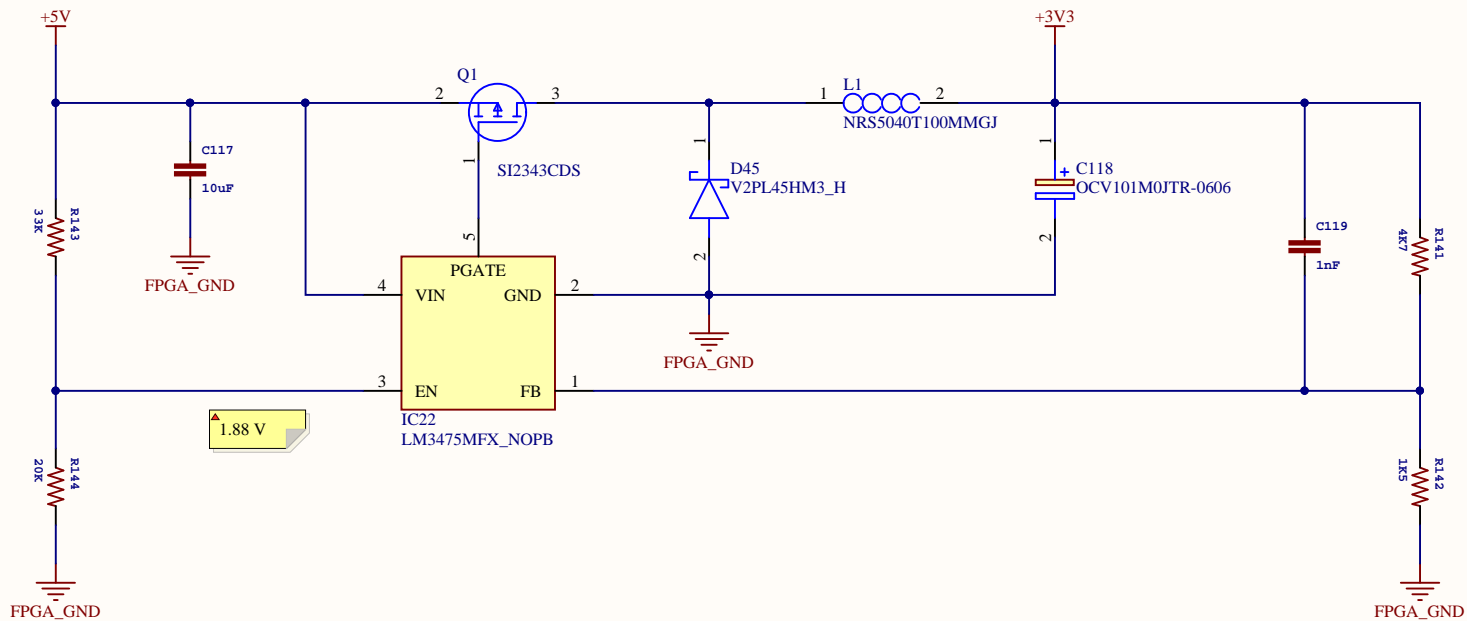 +5V
+3V3
Q1
2
3
1
SI2343CDS
L1
1
2
NRS5040T100MMGJ
C117
10uF
R143
33K
1
D45
V2PL45HM3_H
2
1
+
C118
OCV101M0JTR-0606
2
C119
1nF
R141
4K7
FPGA_GND
5
PGATE
4
VIN
GND
2
FPGA_GND
3
EN
FB
1
IC22
LM3475MFX_NOPB
1.88 V
R144
20K
R142
1K5
FPGA_GND
FPGA_GND